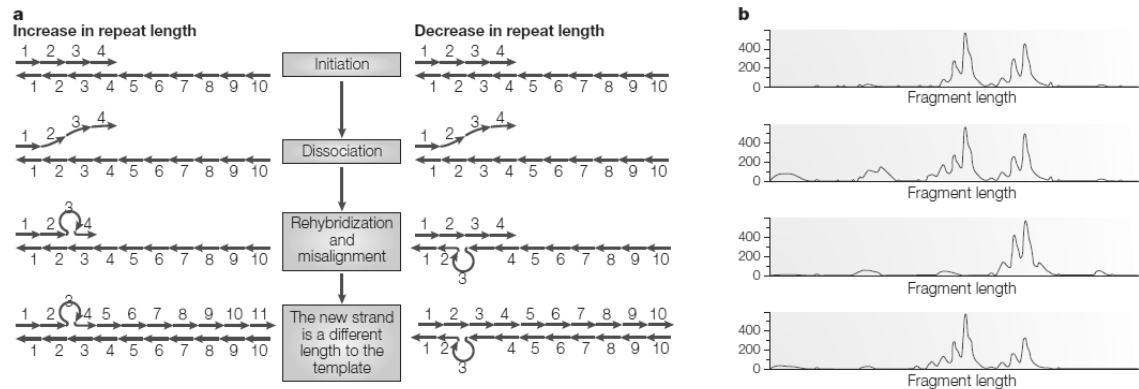 a
Increase in repeat length
Decrease in repeat length
1 2 3 4
1 2 3 4 5 6 7 8 9 10
Initiation
1 2 3 4
1 2 3 4 5 6 7 8 9 10
1 2 3 4
1 2 3 4 5 6 7 8 9 10
Dissociation
1 2 3 4
1 2 3 4 5 6 7 8 9 10
1 2 3 4
1 2 3 4 5 6 7 8 9 10
Rehybridization
and
misalignment
1 2 3 4
1 2 4 5 6 7 8 9 10
3
1 2 3 4 5 6 7 8 9 10 11
1 2 3 4 5 6 7 8 9 10
The new strand
is a different
length to the
template
1 2 3 4 5 6 7 8 9 10
1 2 4 5 6 7 8 9 10
3
b
400
200
0
Fragment length
400
200
0
Fragment length
400
200
0
Fragment length
400
200
0
Fragment length